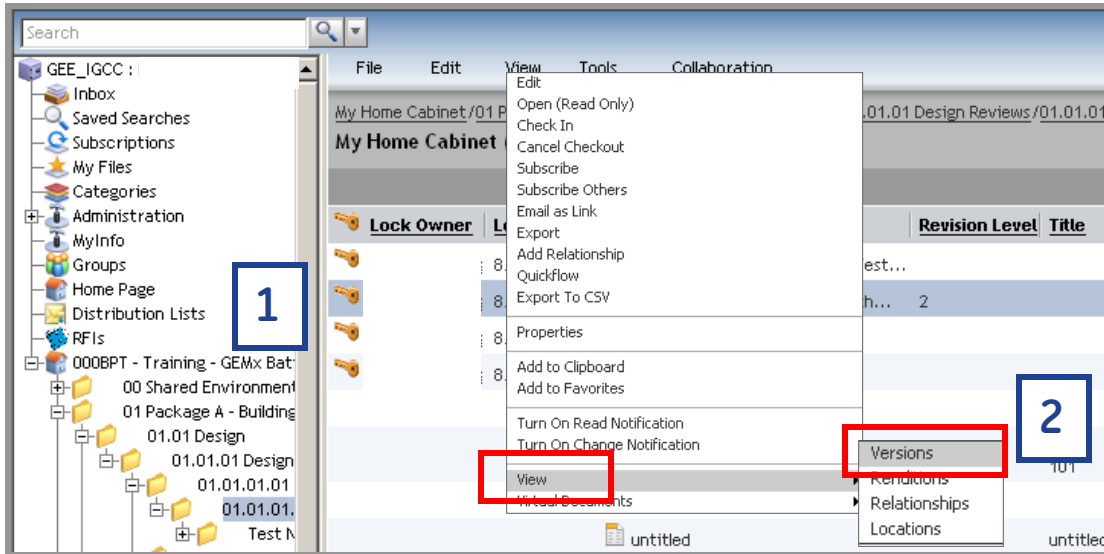 Search
GEE_IGCC :
Inbox
Saved Searches
Subscriptions
My Files
Categories
Administration
MyInfo
Groups
Home Page
Distribution Lists
RFIs
000BPT - Training - GEMx Bat
00 Shared Environment
01 Package A - Building
01.01 Design
01.01.01 Design
01.01.01.01
01.01.01.
Test N
1
File Edit View Tools Collaboration
My Home Cabinet /01 P .01.01 Design Reviews /01.01.01
My Home Cabinet (
Lock Owner Lo Revision Level Title
8. est...
8. h... 2
8.
8.
101
untitled untitled
Edit
Open (Read Only)
Check In
Cancel Checkout
Subscribe
Subscribe Others
Email as Link
Export
Add Relationship
Quickflow
Export To CSV
Properties
Add to Clipboard
Add to Favorites
Turn On Read Notification
Turn On Change Notification
View
Virtual Documents
2
Versions
Renditions
Relationships
Locations